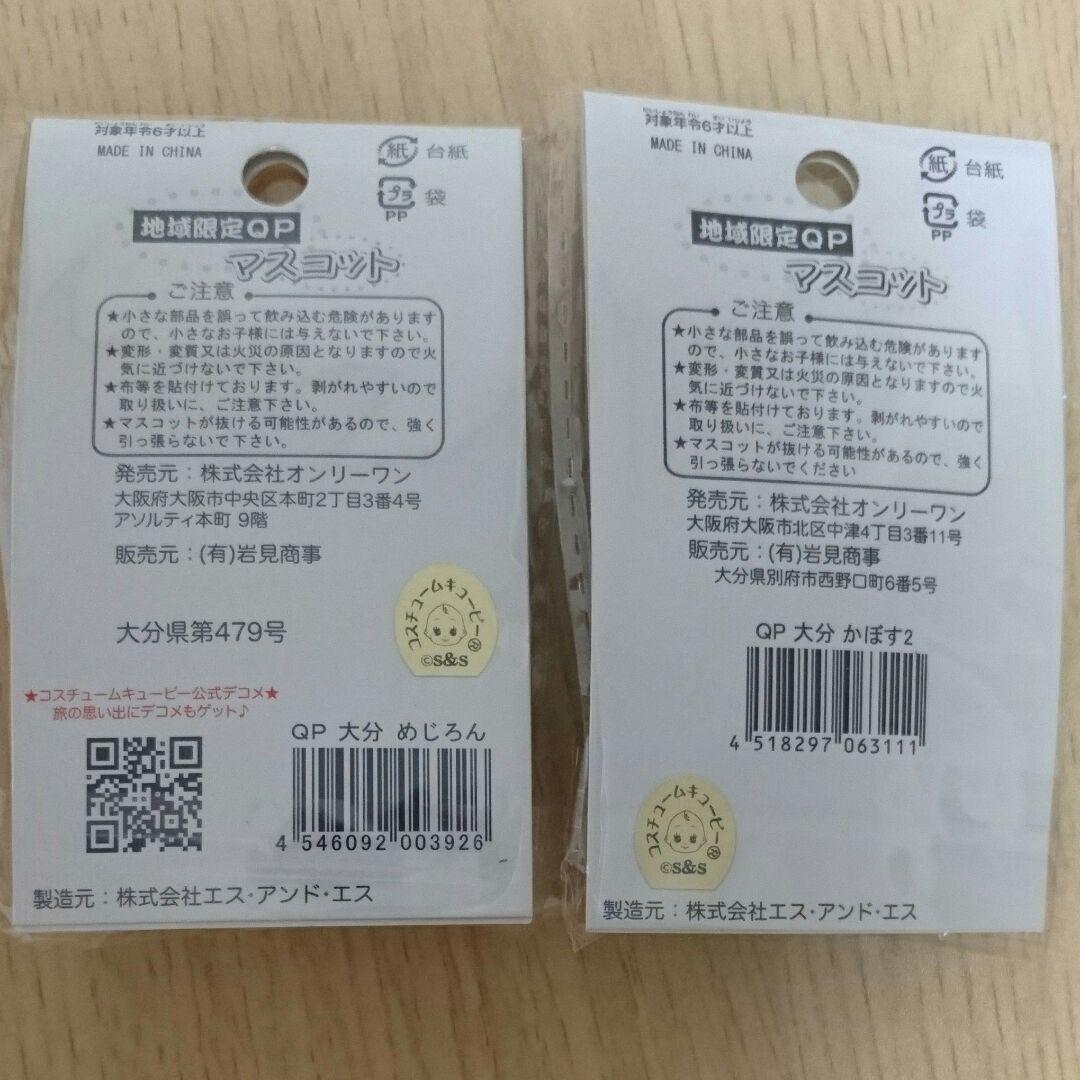 対象年令6才以上
MADE IN CHINA
紙 台紙
プラ 袋
PP
地域限定QP
マスコット
ご注意
★小さな部品を誤って飲み込む危険があります
ので、小さなお子様には与えないで下さい。
★変形・変質又は火災の原因となりますので火
気に近づけないで下さい。
★布等を貼付けております。剥がれやすいので
取り扱いに、ご注意下さい。
★マスコットが抜ける可能性があるので、強く
引っ張らないで下さい。
発売元：株式会社オンリーワン
大阪府大阪市中央区本町2丁目3番4号
アソルティ本町 9階
販売元：(有)岩見商事
コスチュームキューピー®
©S&S
大分県第479号
★コスチュームキューピー公式デコメ★
旅の思い出にデコメもゲット♪
QP 大分 めじろん
4 546092 003926
製造元：株式会社エス・アンド・エス
たいしょうねんれい さいいじょう
対象年令6才以上
MADE IN CHINA
紙 台紙
プラ 袋
PP
地域限定QP
マスコット
ご注意
★小さな部品を誤って飲み込む危険があります
ので、小さなお子様には与えないで下さい。
★変形・変質又は火災の原因となりますので火
気に近づけないで下さい。
★布等を貼付けております。剥がれやすいので
取り扱いに、ご注意下さい。
★マスコットが抜ける可能性があるので、強く
引っ張らないでください
発売元：株式会社オンリーワン
大阪府大阪市北区中津4丁目3番11号
販売元：(有)岩見商事
大分県別府市西野口町6番5号
QP 大分 かぼす2
4 518297 063111
コスチュームキューピー®
©S&S
製造元：株式会社エス・アンド・エス